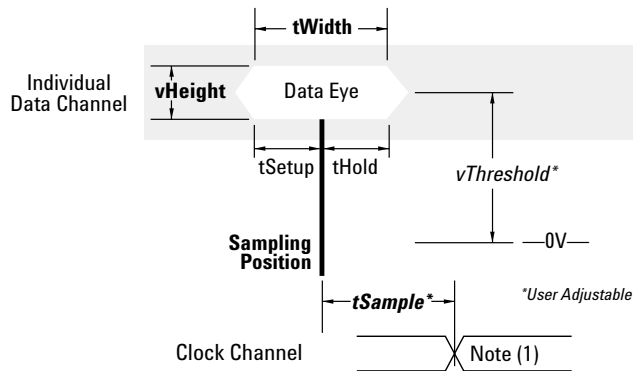 tWidth
Individual
Data Channel
vHeight
Data Eye
tSetup
tHold
vThreshold*
Sampling
Position
0V
tSample*
*User Adjustable
Clock Channel
Note (1)